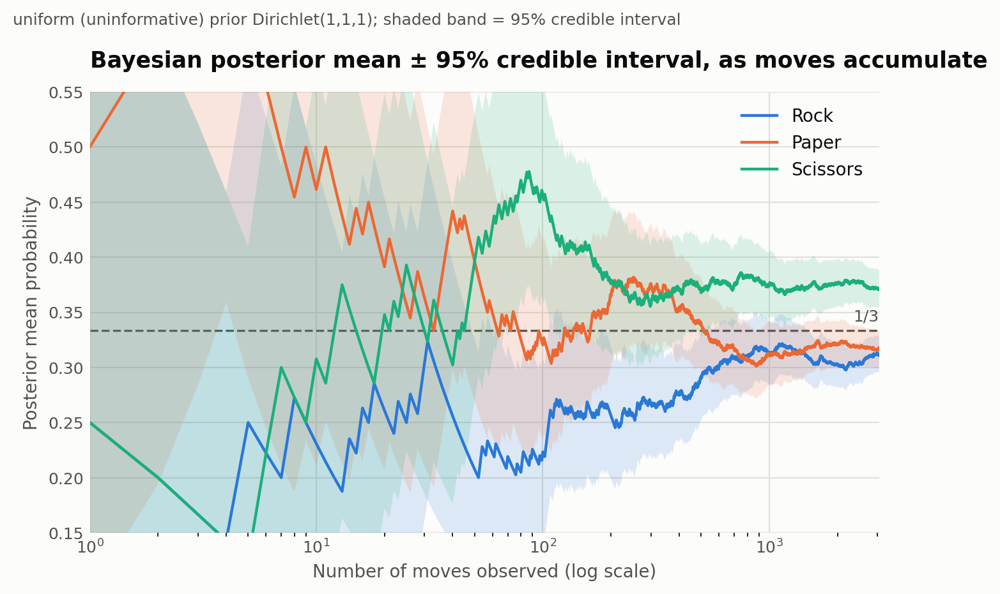 uniform (uninformative) prior Dirichlet(1,1,1); shaded band = 95% credible interval
Bayesian posterior mean ± 95% credible interval, as moves accumulate
0.55
0.50
0.45
0.40
0.35
0.30
0.25
0.20
0.15
Posterior mean probability
Rock
Paper
Scissors
1/3
10⁰
10¹
10²
10³
Number of moves observed (log scale)